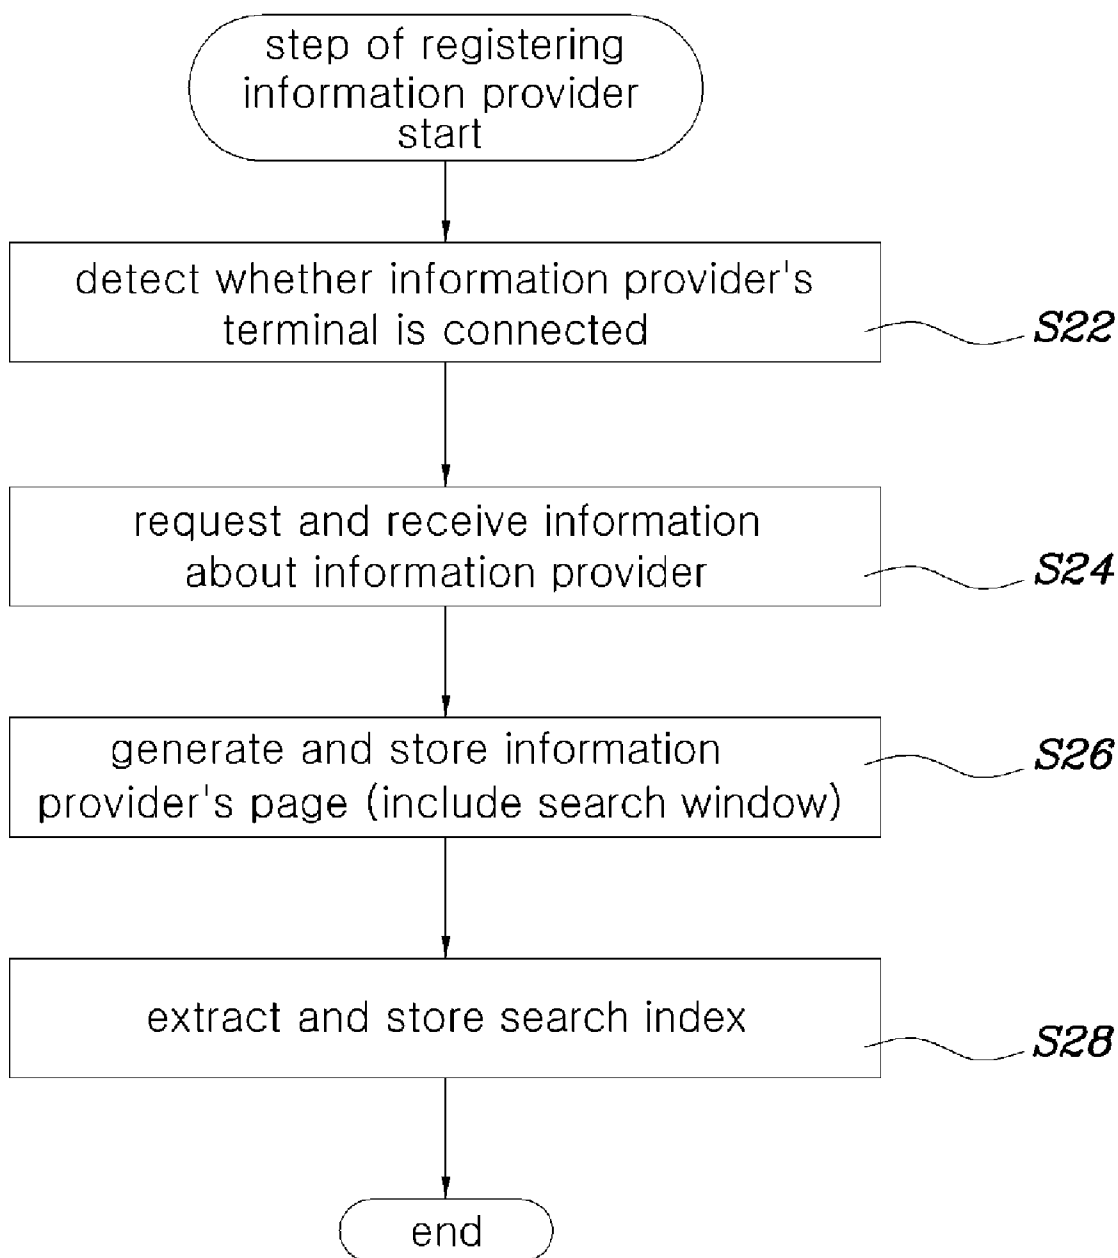 step of registering
information provider
start
detect whether information provider's
terminal is connected
S22
request and receive information
about information provider
S24
generate and store information
provider's page (include search window)
S26
extract and store search index
S28
end